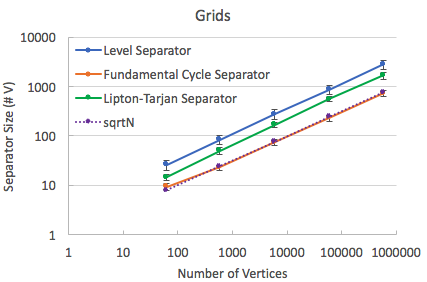 Grids
Separator Size (# V)
10000
1000
100
10
1
Level Separator
Fundamental Cycle Separator
Lipton-Tarjan Separator
sqrtN
1 10 100 1000 10000 100000 1000000
Number of Vertices